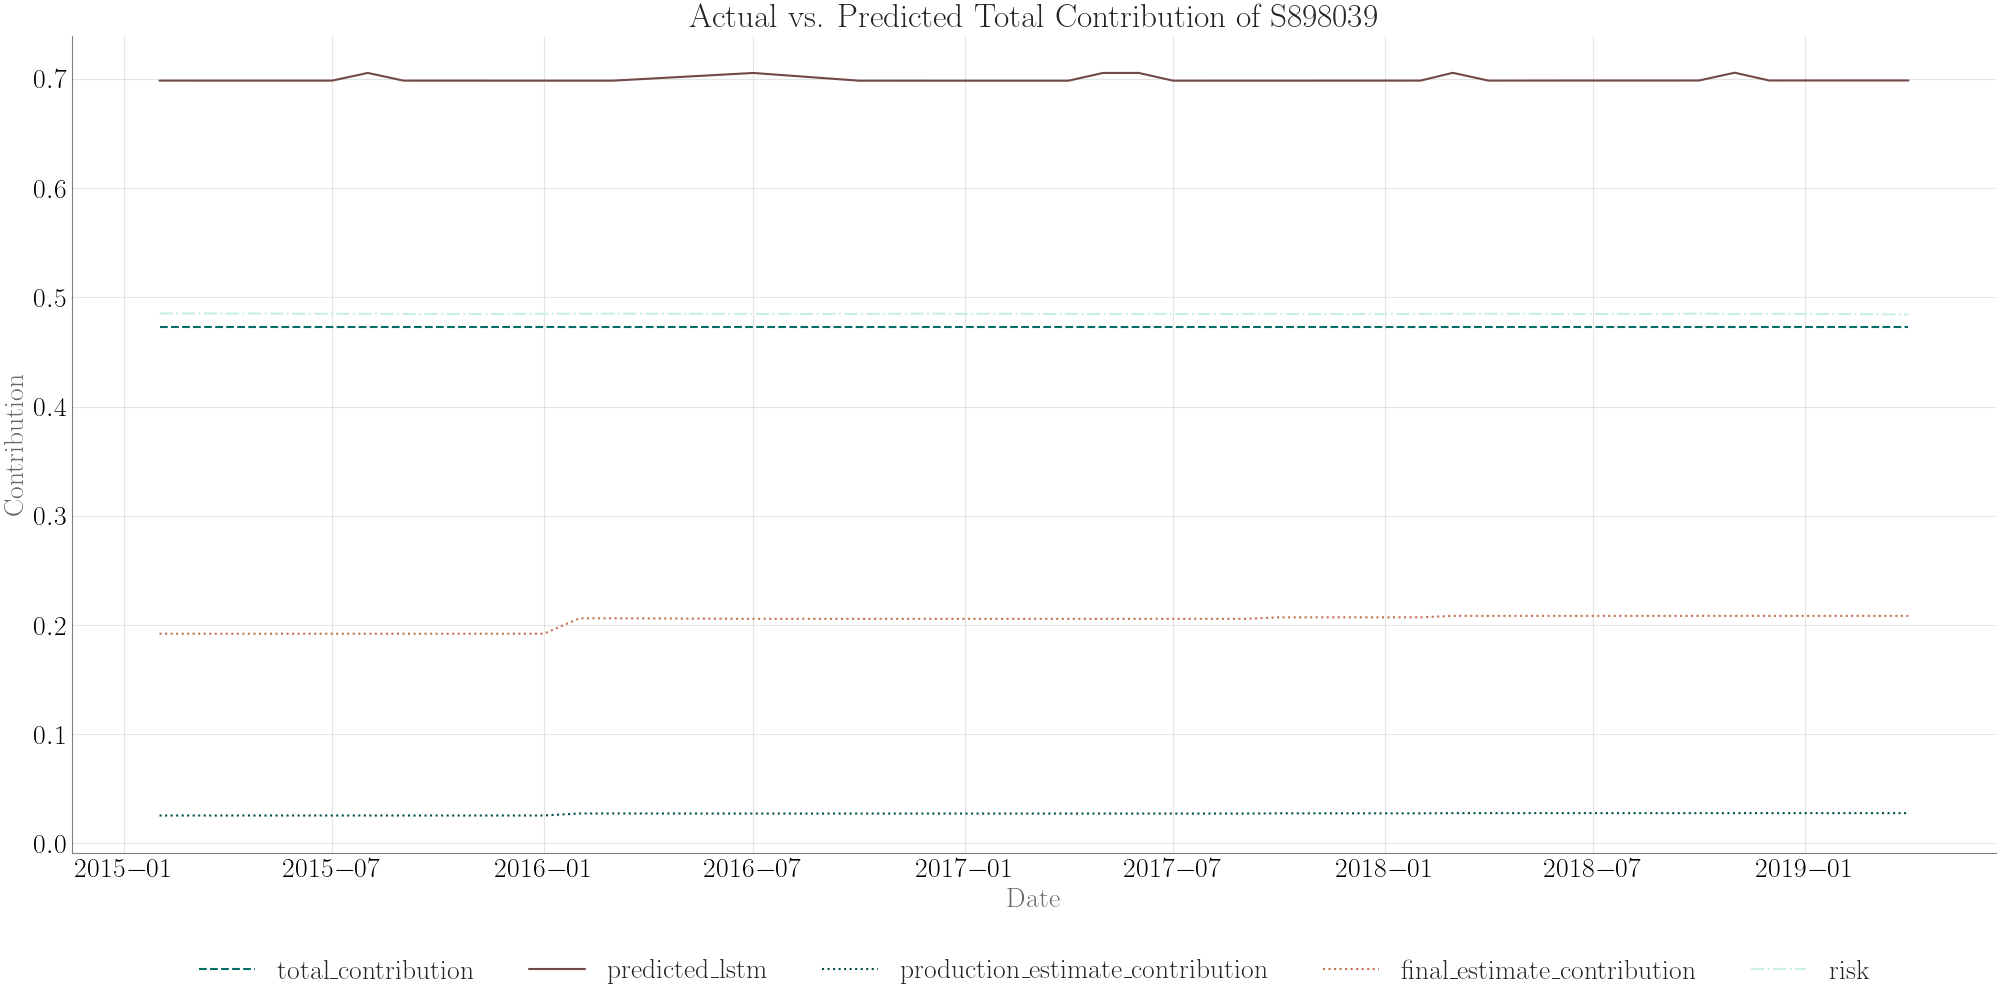 Actual vs. Predicted Total Contribution of S898039
Contribution
0.7
0.6
0.5
0.4
0.3
0.2
0.1
0.0
2015–01 2015–07 2016–01 2016–07 2017–01 2017–07 2018–01 2018–07 2019–01
Date
total_contribution predicted_lstm production_estimate_contribution final_estimate_contribution risk